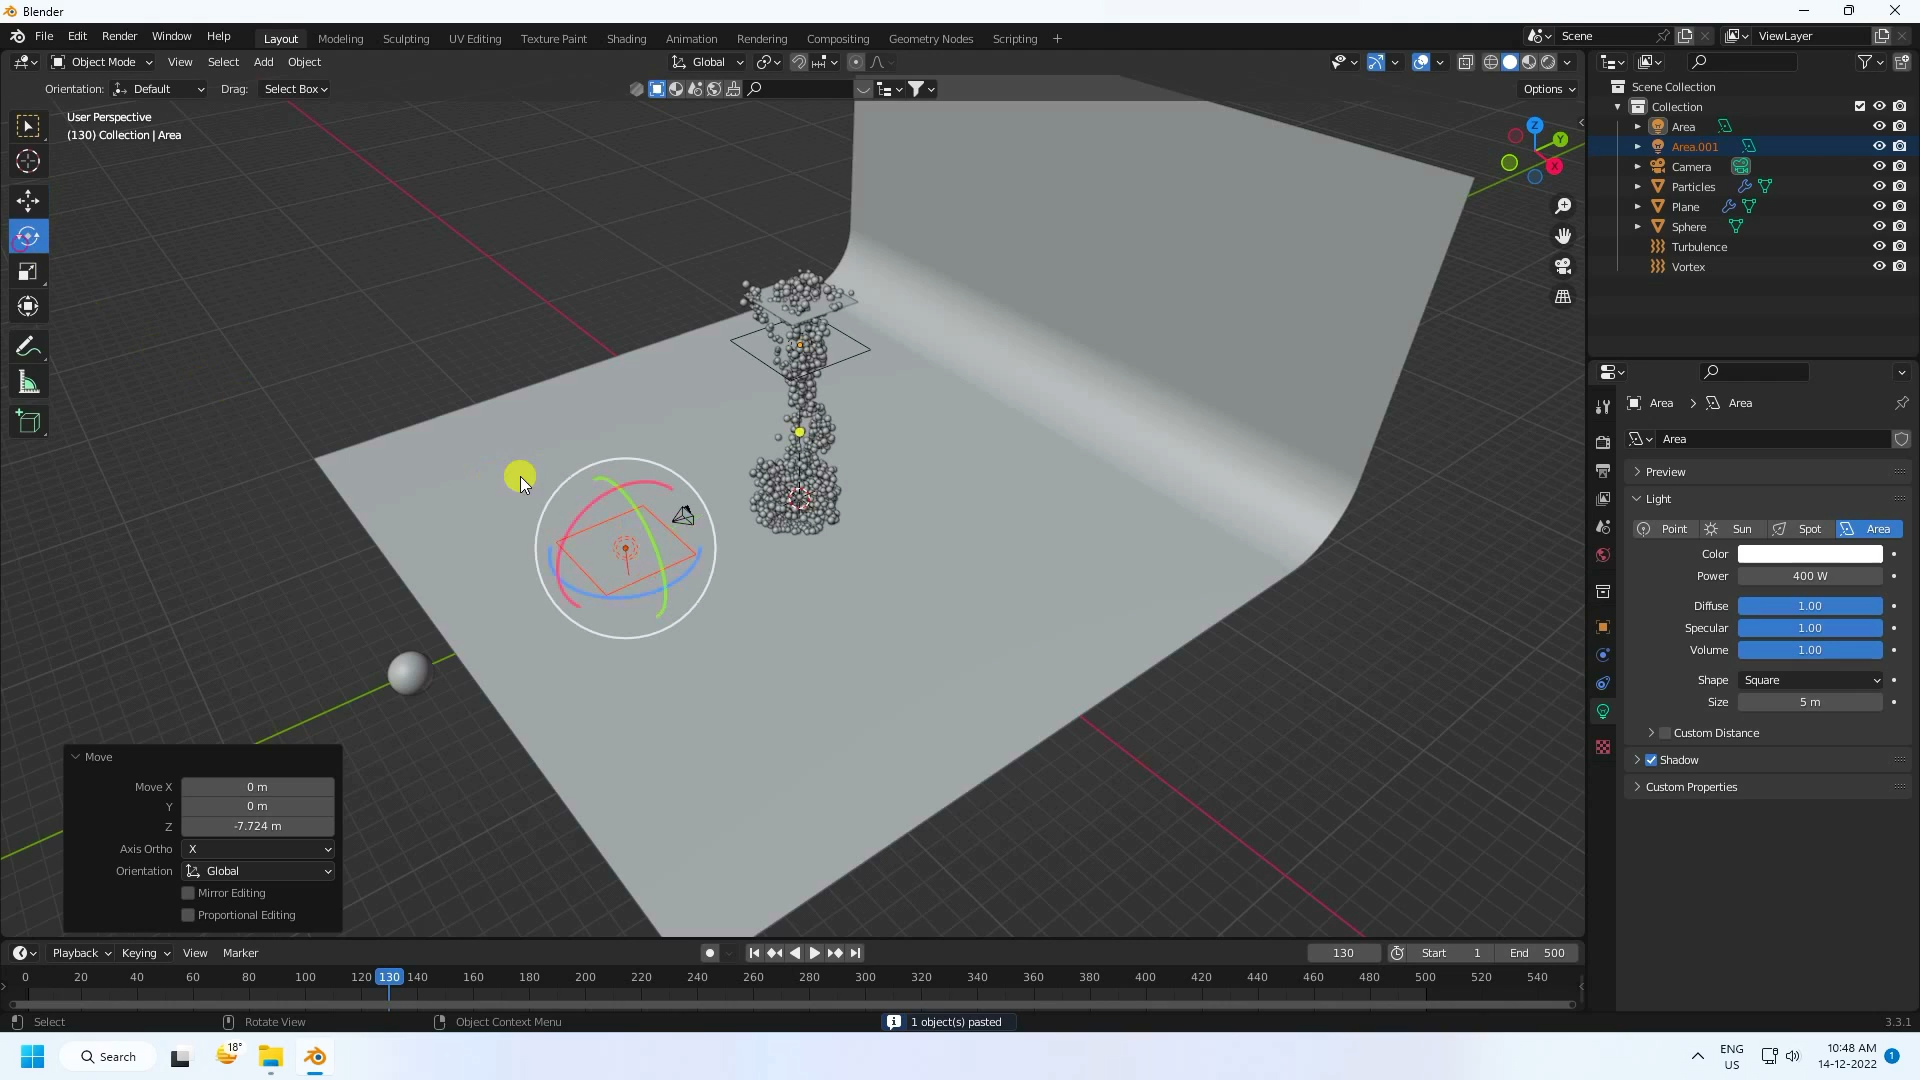 Blender
File Edit Render Window Help Layout Modeling Sculpting UV Editing Texture Paint Shading Animation Rendering Compositing Geometry Nodes Scripting + Scene ViewLayer
Object Mode View Select Add Object Global
Orientation: Default Drag: Select Box Options
User Perspective
(130) Collection | Area
Z
Y
X
Scene Collection
Collection
Area
Area.001
Camera
Particles
Plane
Sphere
Turbulence
Vortex
Area > Area
Area
Preview
Light
Point Sun Spot Area
Color
Power 400 W
Diffuse 1.00
Specular 1.00
Volume 1.00
Shape Square
Size 5 m
Custom Distance
Shadow
Custom Properties
Move
Move X 0 m
Y 0 m
Z -7.724 m
Axis Ortho X
Orientation Global
Mirror Editing
Proportional Editing
Playback Keying View Marker 130 Start 1 End 500
0 20 40 60 80 100 120 130 140 160 180 200 220 240 260 280 300 320 340 360 380 400 420 440 460 480 500 520 540
Select Rotate View Object Context Menu 1 object(s) pasted 3.3.1
Search 18° ENG US 10:48 AM 14-12-2022 1